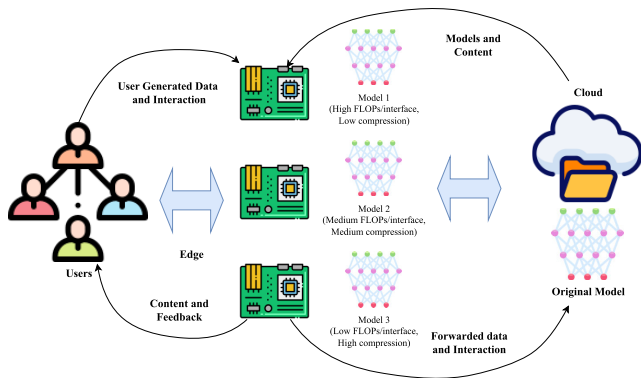 Models and
Content
User Generated Data
and Interaction
Model 1
(High FLOPs/interface,
Low compression)
Cloud
Model 2
(Medium FLOPs/interface,
Medium compression)
Users
Edge
Original Model
Content and
Feedback
Model 3
(Low FLOPs/interface,
High compression)
Forwarded data
and Interaction